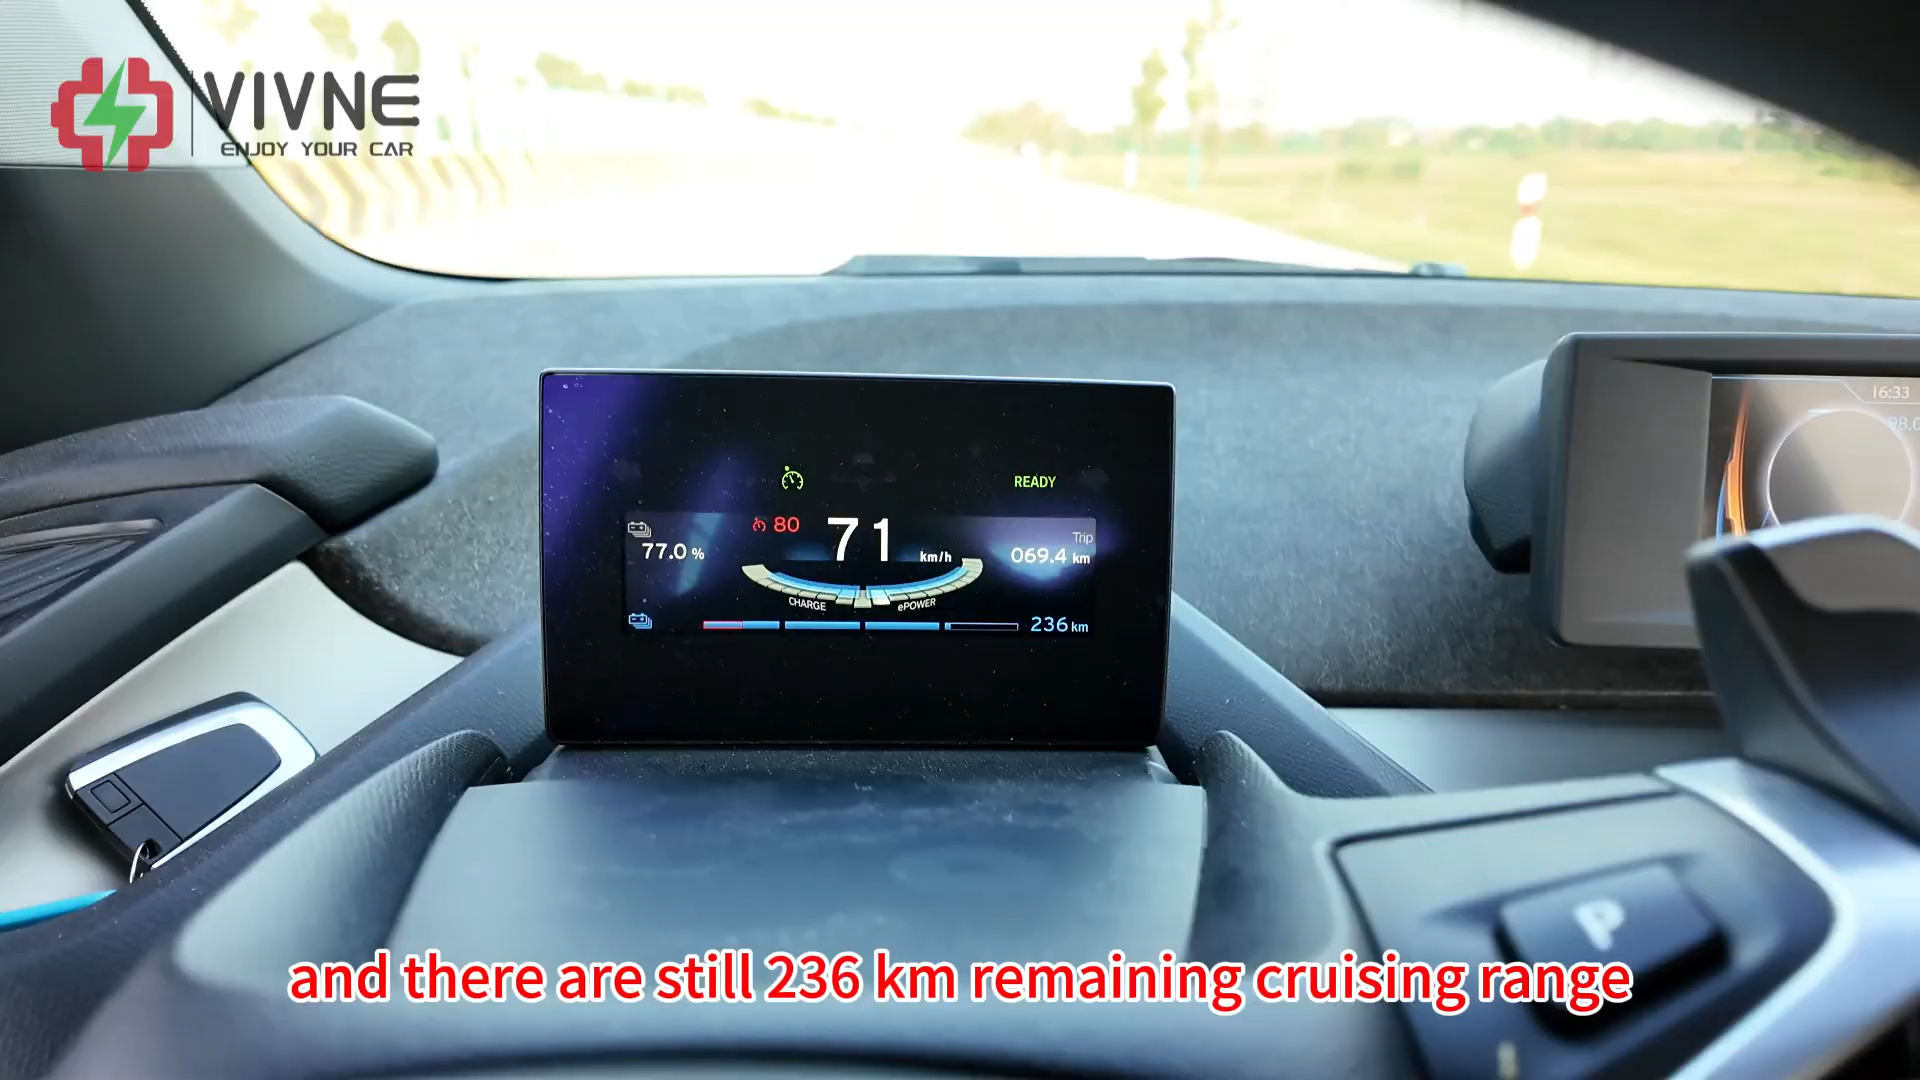 VIVNE
ENJOY YOUR CAR
16:33
READY
80
71
km/h
77.0 %
Trip
069.4 km
CHARGE
ePOWER
236 km
P
and there are still 236 km remaining cruising range